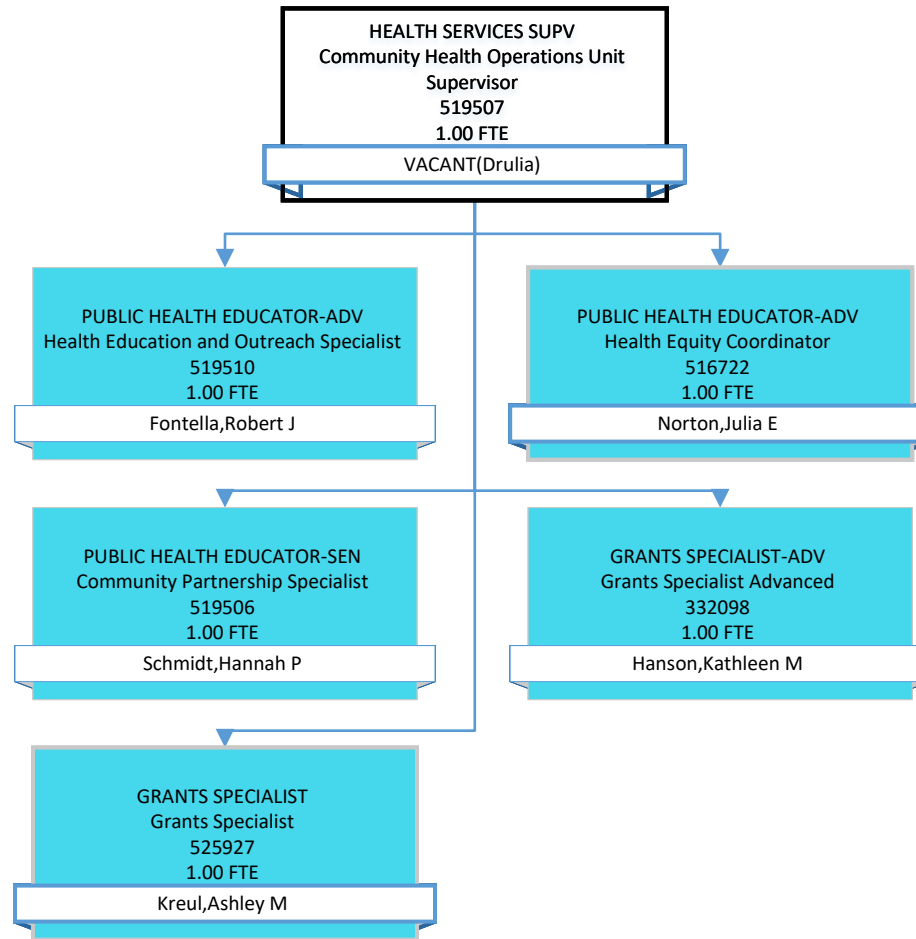 HEALTH SERVICES SUPV
Community Health Operations Unit
Supervisor
519507
1.00 FTE
VACANT(Drulia)
PUBLIC HEALTH EDUCATOR-ADV
Health Education and Outreach Specialist
519510
1.00 FTE
Fontella,Robert J
PUBLIC HEALTH EDUCATOR-ADV
Health Equity Coordinator
516722
1.00 FTE
Norton,Julia E
PUBLIC HEALTH EDUCATOR-SEN
Community Partnership Specialist
519506
1.00 FTE
Schmidt,Hannah P
GRANTS SPECIALIST-ADV
Grants Specialist Advanced
332098
1.00 FTE
Hanson,Kathleen M
GRANTS SPECIALIST
Grants Specialist
525927
1.00 FTE
Kreul,Ashley M